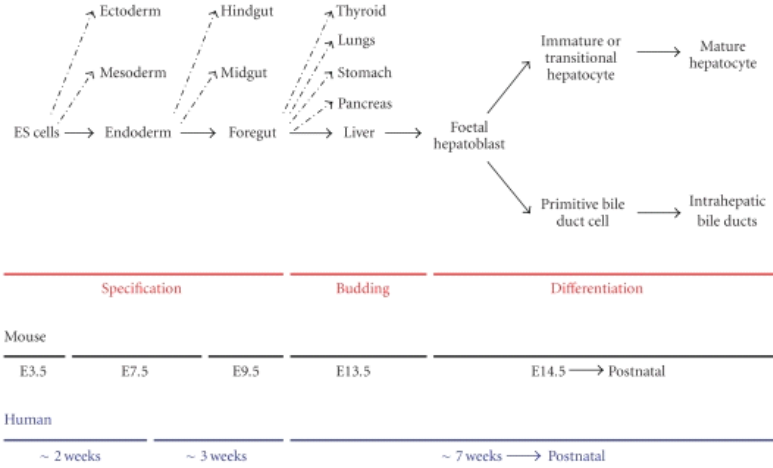 Ectoderm
Hindgut
Thyroid
Lungs
Immature or
transitional
hepatocyte
Mature
hepatocyte
Mesoderm
Midgut
Stomach
Pancreas
ES cells
Endoderm
Foregut
Liver
Foetal
hepatoblast
Primitive bile
duct cell
Intrahepatic
bile ducts
Specification
Budding
Differentiation
Mouse
E3.5
E7.5
E9.5
E13.5
E14.5 → Postnatal
Human
~ 2 weeks
~ 3 weeks
~ 7 weeks → Postnatal